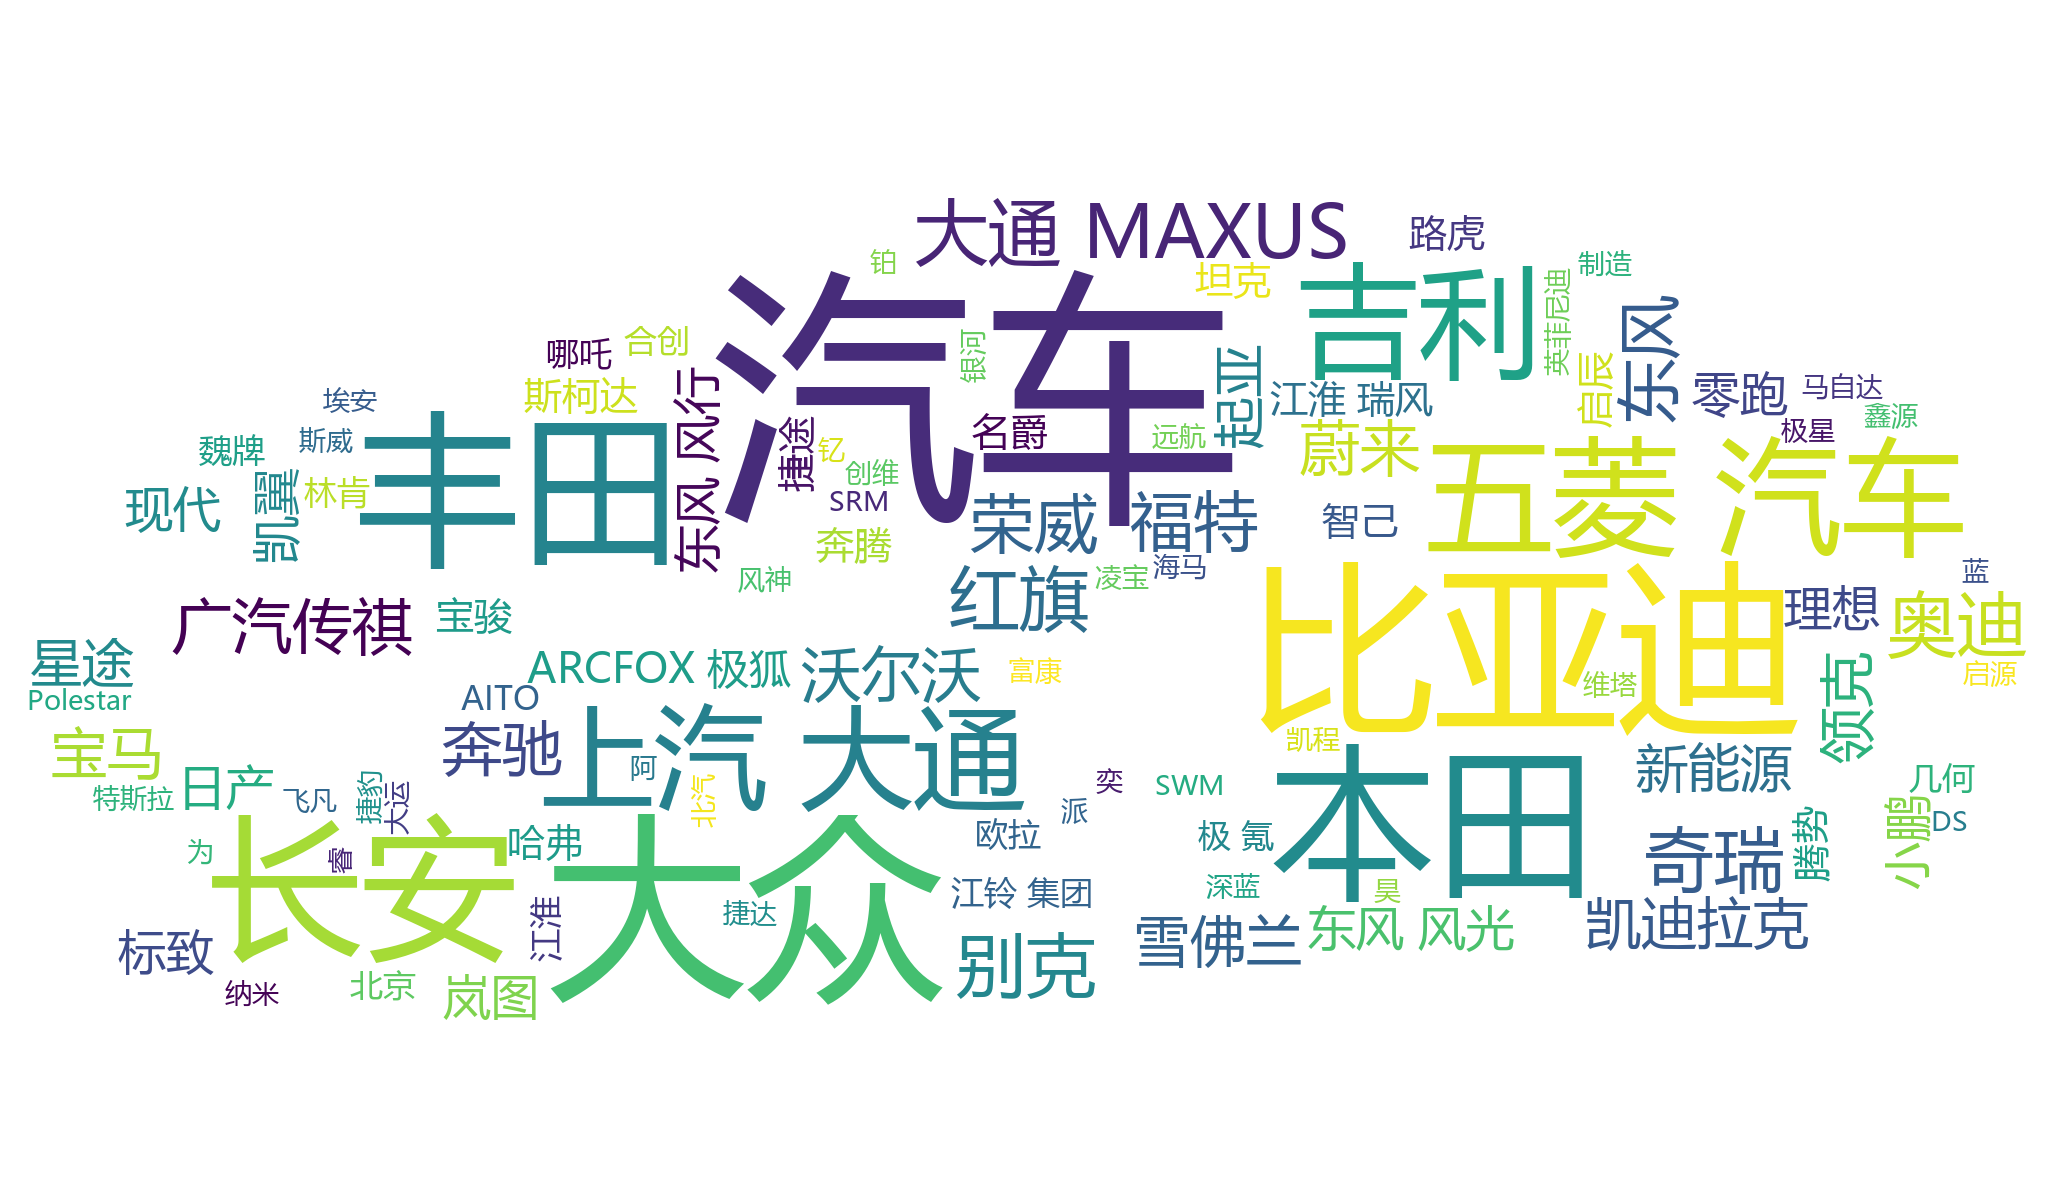 大通 MAXUS
路虎
铂
制造
坦克
吉利
汽车
英菲尼迪
东风
哪吒
合创
银河
起亚
启辰
零跑
马自达
斯柯达
江淮 瑞风
埃安
东风 风行
捷途
名爵
极星
鑫源
丰田
斯威
魏牌
钇
远航
蔚来
五菱 汽车
创维
凯翼
林肯
SRM
现代
荣威
福特
智己
奔腾
风神
凌宝
海马
蓝
比亚迪
红旗
广汽传祺
宝骏
理想
奥迪
星途
ARCFOX 极狐
沃尔沃
富康
维塔
启源
Polestar
AITO
领克
宝马
奔驰
上汽 大通
凯程
阿
新能源
日产
特斯拉
飞凡
捷豹
大运
北汽
奕
SWM
几何
派
本田
小鹏
DS
长安
哈弗
大众
欧拉
极 氪
奇瑞
腾势
为
睿
深蓝
昊
江铃 集团
捷达
江淮
标致
别克
雪佛兰
东风 风光
凯迪拉克
北京
纳米
岚图